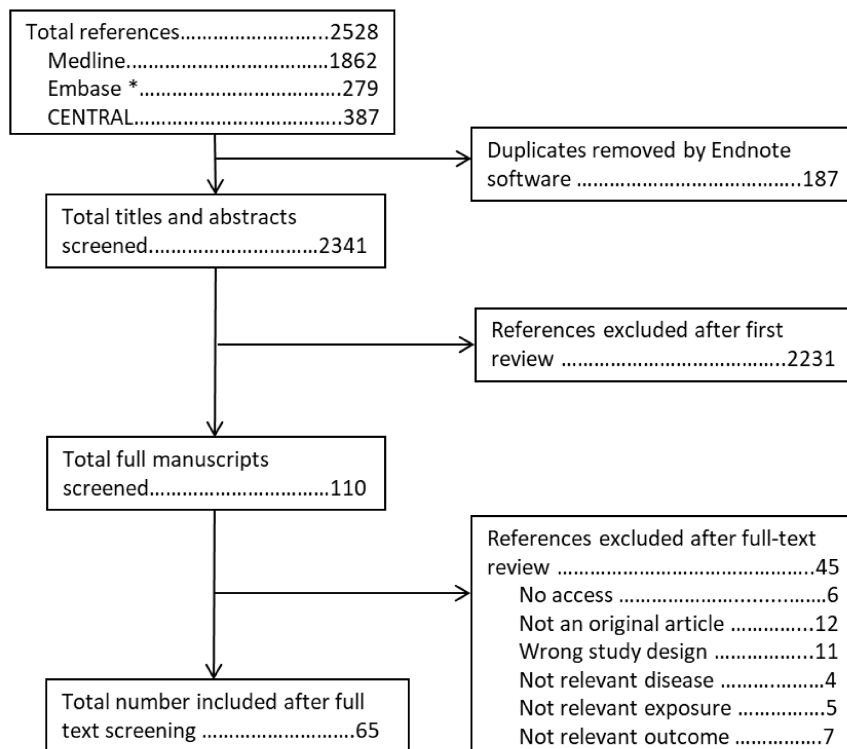 Total references……………………...2528
Medline.…………………………1862
Embase *.……………………………..279
CENTRAL……………………………..387
Duplicates removed by Endnote
software …………………………………..187
Total titles and abstracts
screened.…………………………2341
References excluded after first
review …………………………………..2231
Total full manuscripts
screened……………………………110
References excluded after full-text
review ……………………………………..45
No access …………………..........…….6
Not an original article …………...12
Wrong study design ……………...11
Not relevant disease ……..………4
Not relevant exposure ……………5
Not relevant outcome …………….7
Total number included after full
text screening …………………..65